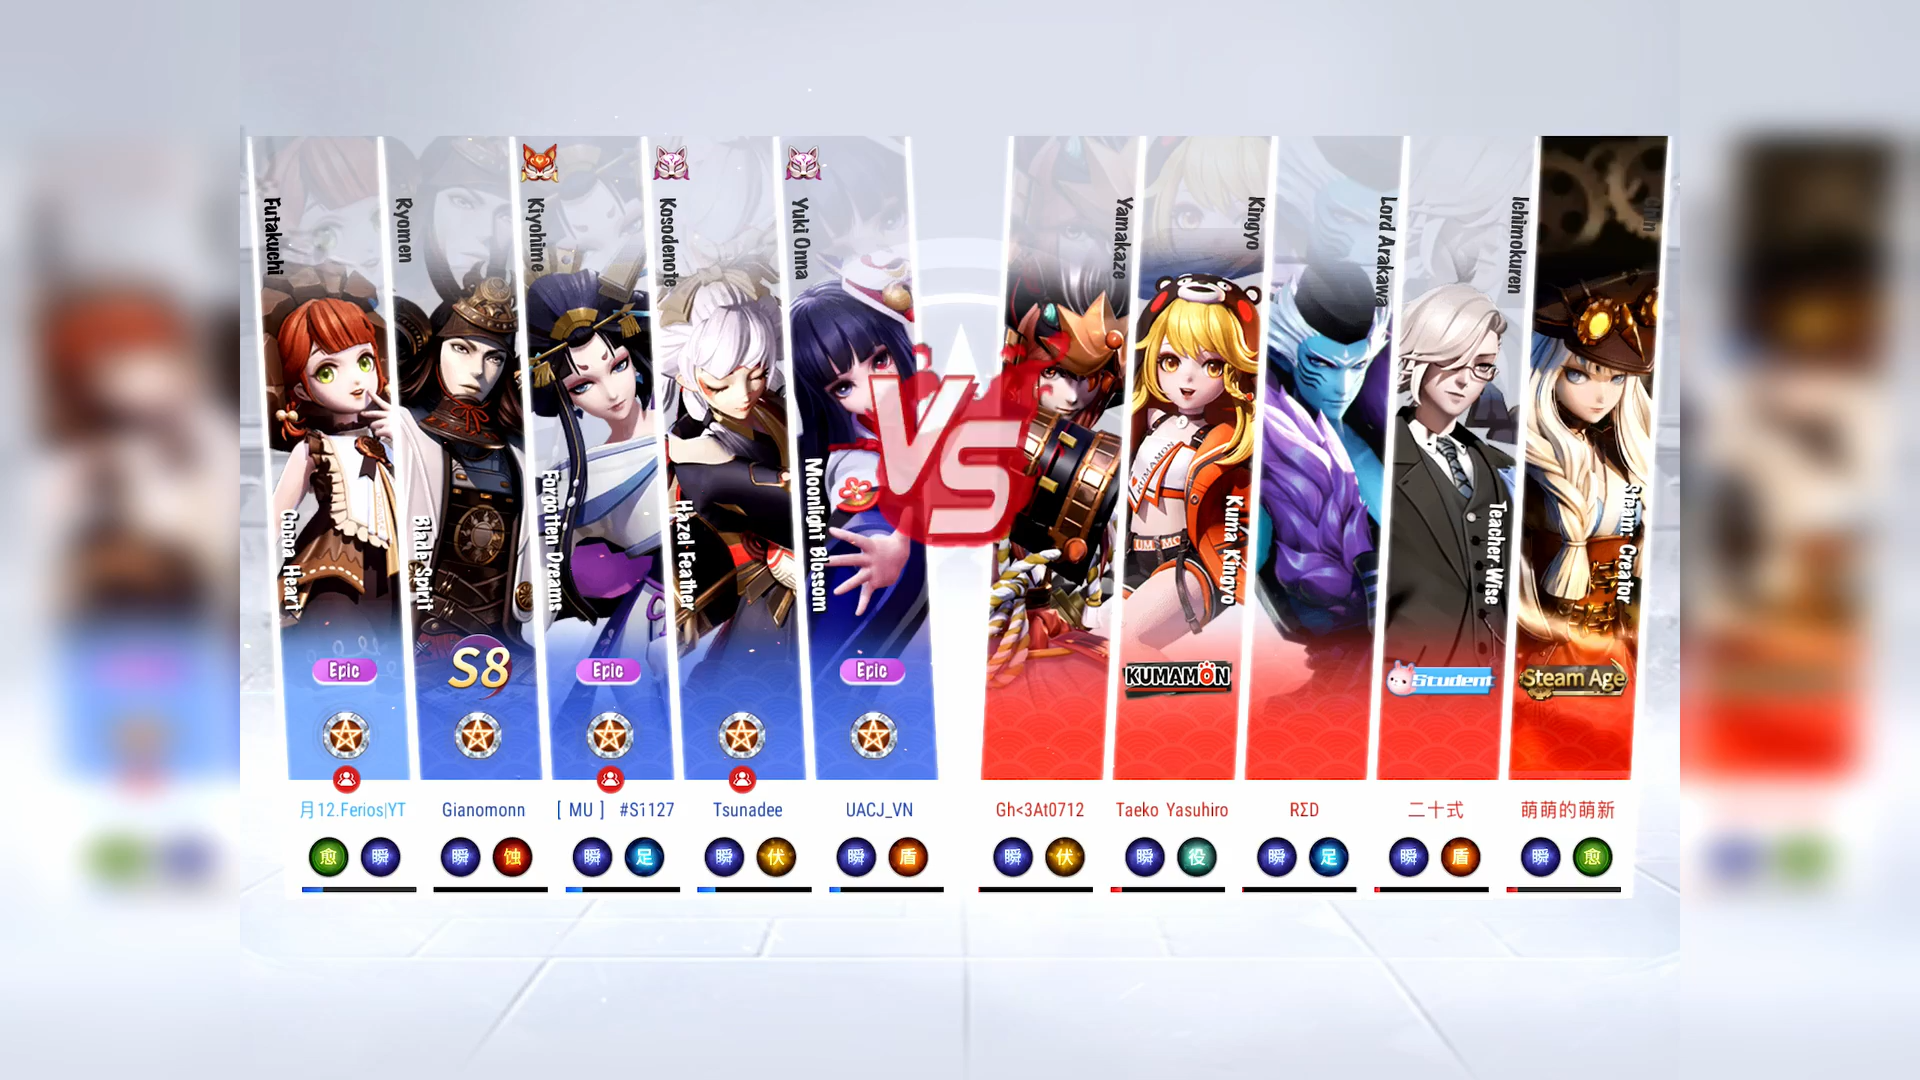 Futakuchi
Ryomen
Kiyohime
Kosodenote
Yuki Onna
Yamakaze
Kingyo
Lord Arakawa
Ichimokuren
Cocoa Heart
Blade Spirit
Forgotten Dreams
Hazel Feather
Moonlight Blossom
VS
KUMAMON
Kuma Kingyo
Teacher Wise
Steam: Creator
Epic
S8
Epic
Epic
KUMAMON
Student
Steam Age
月12.Ferios|YT
Gianomonn
[ MU ] #S1127
Tsunadee
UACJ_VN
Gh<3At0712
Taeko Yasuhiro
RΣD
二十式
萌萌的萌新
愈 瞬
瞬 蚀
瞬 足
瞬 伏
瞬 盾
瞬 伏
瞬 役
瞬 足
瞬 盾
瞬 愈